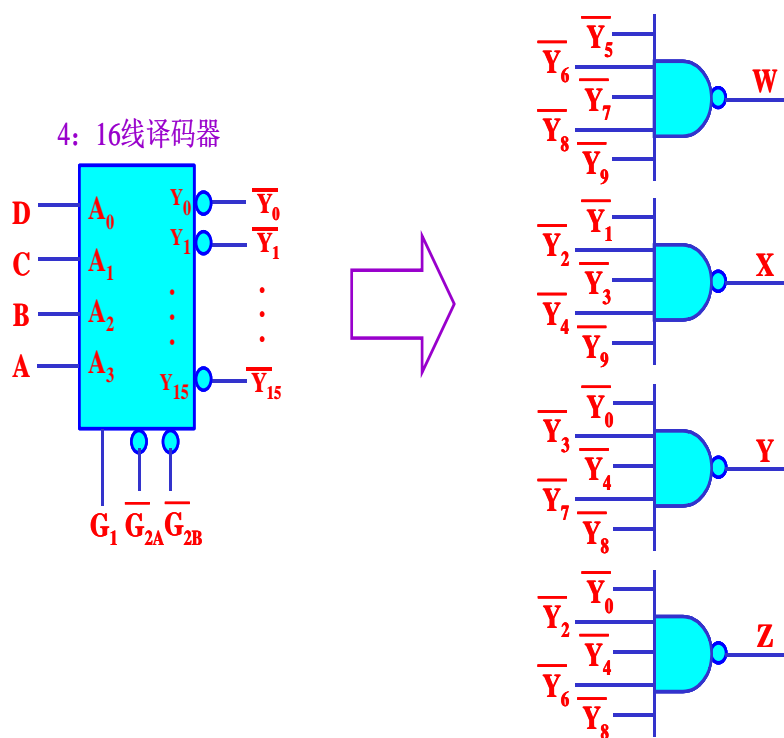 4：16线译码器
D A₀ Y₀ Y̅₀
C A₁ Y₁ Y̅₁
B A₂
A A₃ Y₁₅ Y̅₁₅
G₁ G̅₂A G̅₂B
Y̅₅
Y̅₆
Y̅₇
Y̅₈
Y̅₉
W
Y̅₁
Y̅₂
Y̅₃
Y̅₄
Y̅₉
X
Y̅₀
Y̅₃
Y̅₄
Y̅₇
Y̅₈
Y
Y̅₀
Y̅₂
Y̅₄
Y̅₆
Y̅₈
Z